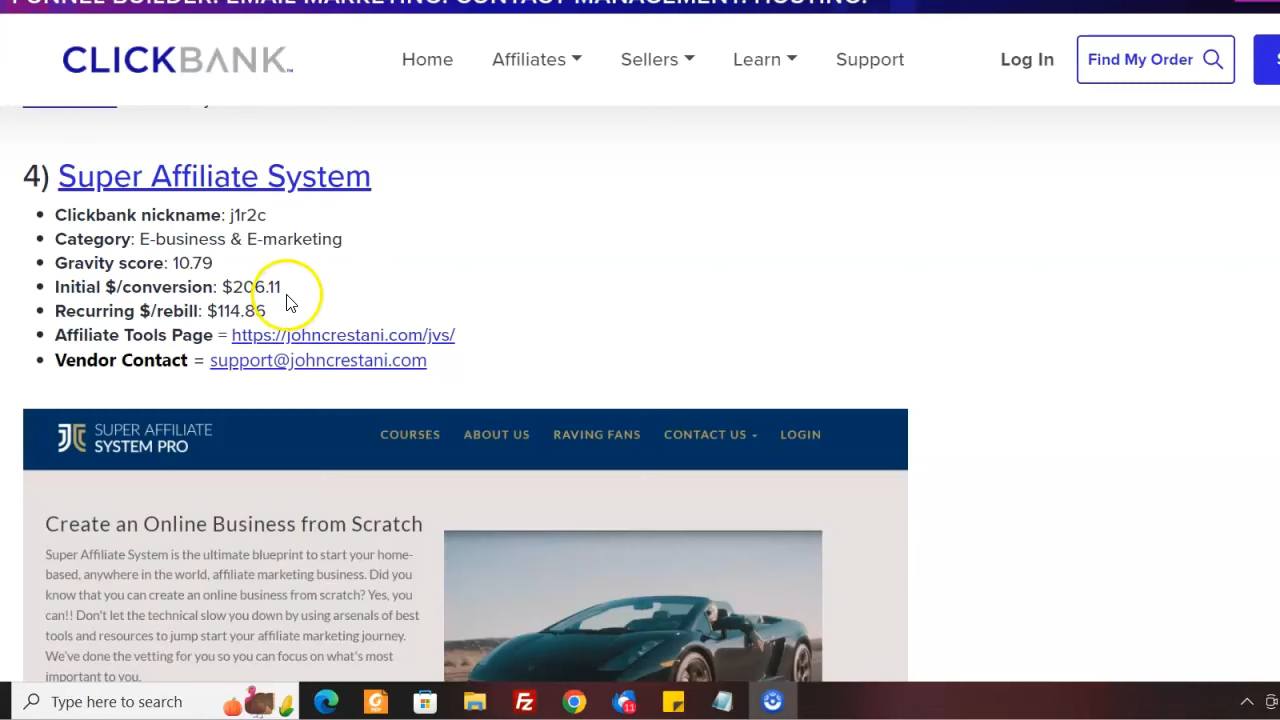 FUNNEL BUILDER. EMAIL MARKETING. CONTACT MANAGEMENT. HOSTING.
CLICKBANK™ Home Affiliates Sellers Learn Support Log In Find My Order
4) Super Affiliate System
• Clickbank nickname: j1r2c
• Category: E-business & E-marketing
• Gravity score: 10.79
• Initial $/conversion: $206.11
• Recurring $/rebill: $114.86
• Affiliate Tools Page = https://johncrestani.com/jvs/
• Vendor Contact = support@johncrestani.com
SUPER AFFILIATE
SYSTEM PRO
COURSES ABOUT US RAVING FANS CONTACT US LOGIN
Create an Online Business from Scratch
Super Affiliate System is the ultimate blueprint to start your home-
based, anywhere in the world, affiliate marketing business. Did you
know that you can create an online business from scratch? Yes, you
can!! Don't let the technical slow you down by using arsenals of best
tools and resources to jump start your affiliate marketing journey.
We've done the vetting for you so you can focus on what's most
important to you.
Type here to search
11